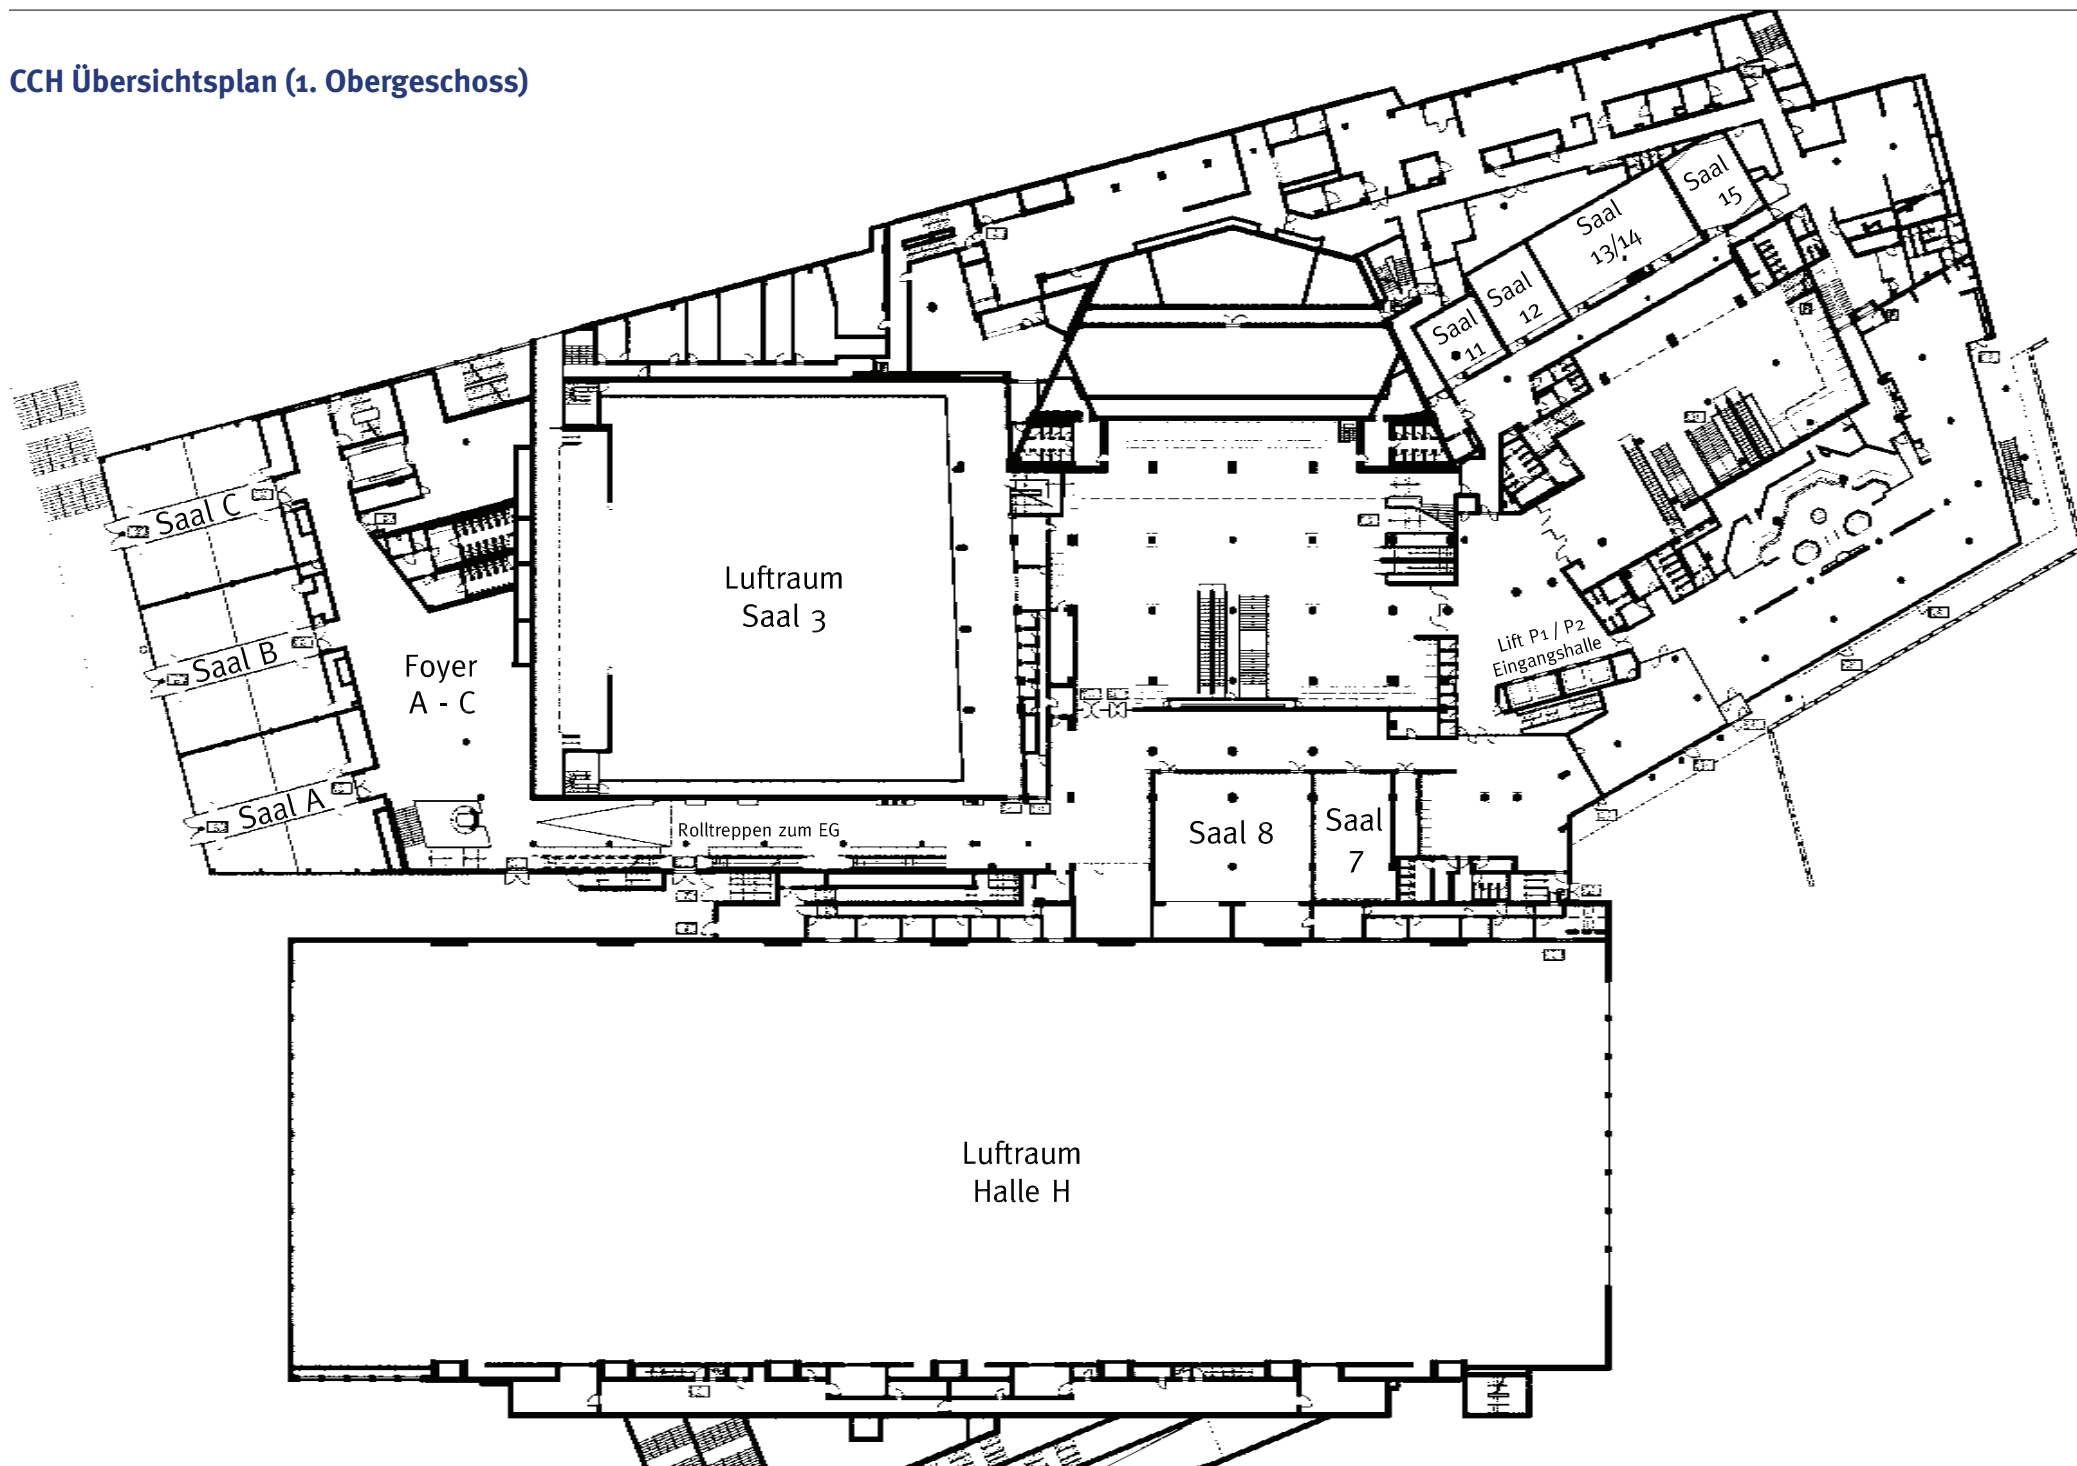 CCH Übersichtsplan (1. Obergeschoss)
Saal
15
Saal
13/14
Saal
12
Saal
11
Saal C
Luftraum
Saal 3
Saal B
Foyer
A - C
Lift P1 / P2
Eingangshalle
Saal A
Rolltreppen zum EG
Saal 8
Saal
7
Luftraum
Halle H